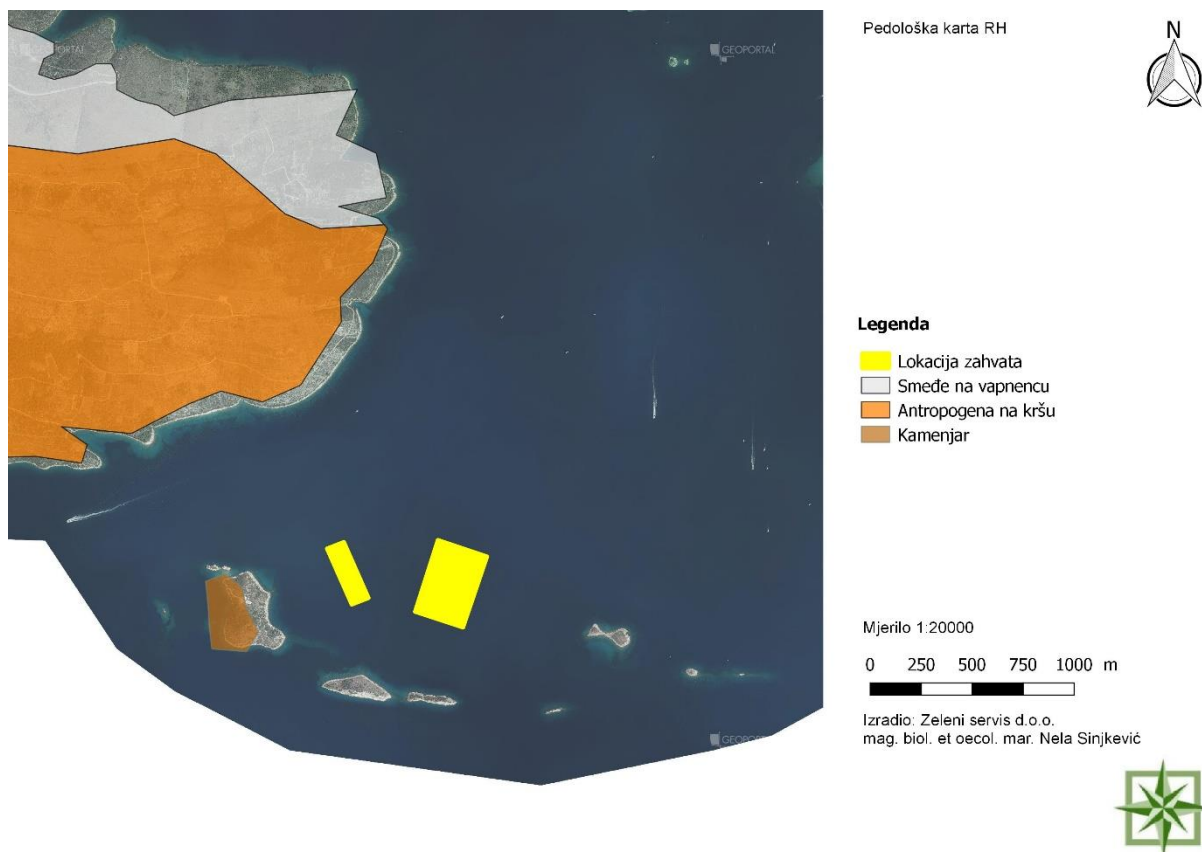 GEOPORTAL
GEOPORTAL
Pedološka karta RH
N
Legenda
Lokacija zahvata
Smeđe na vapnencu
Antropogena na kršu
Kamenjar
Mjerilo 1:20000
0 250 500 750 1000 m
Izradio: Zeleni servis d.o.o.
mag. biol. et oecol. mar. Nela Sinjkević
GEOPORTAL